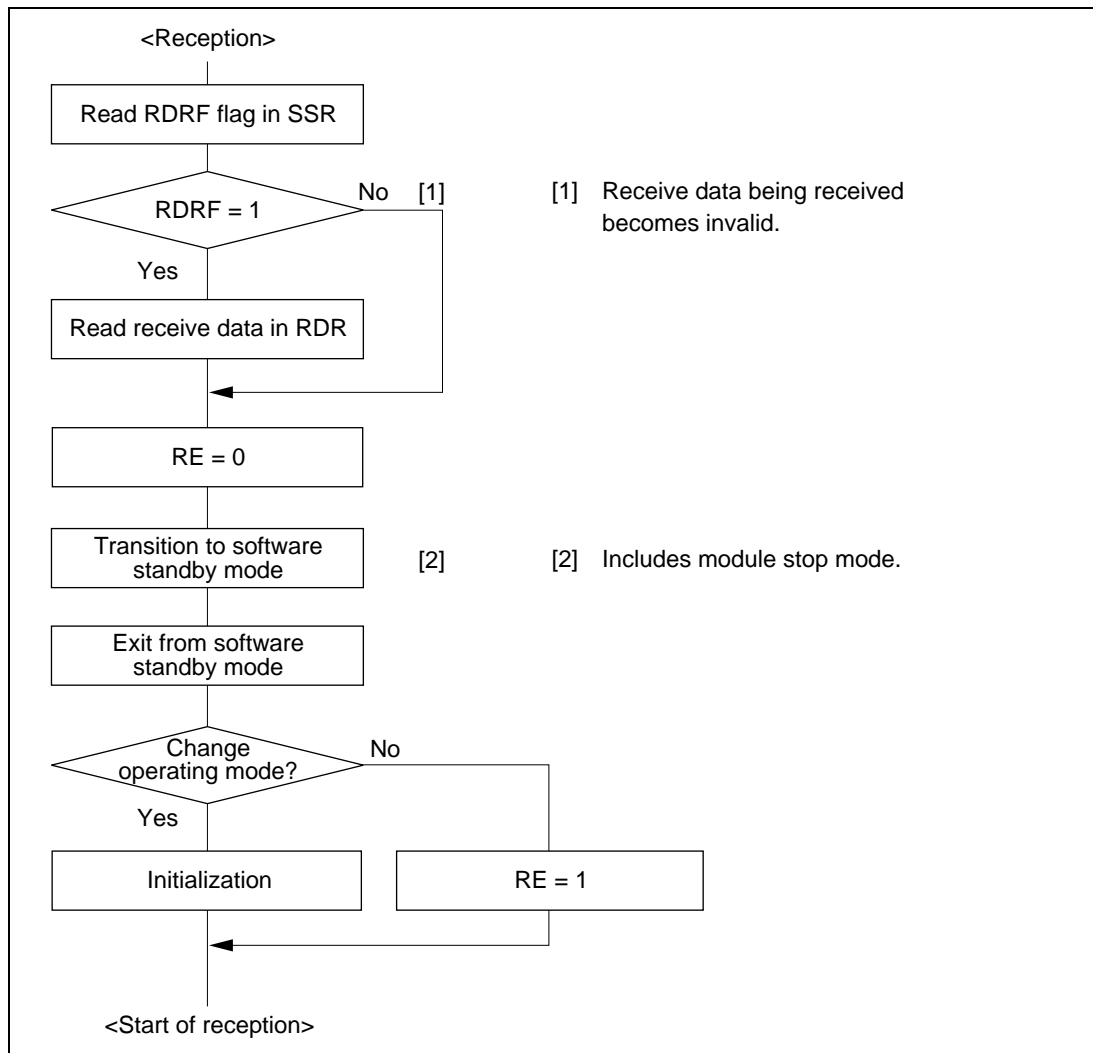 <Reception>
Read RDRF flag in SSR
No [1]
[1] Receive data being received
RDRF = 1
becomes invalid.
Yes
Read receive data in RDR
RE = 0
Transition to software
standby mode
[2]
[2] Includes module stop mode.
Exit from software
standby mode
Change
operating mode?
No
Yes
Initialization
RE = 1
<Start of reception>